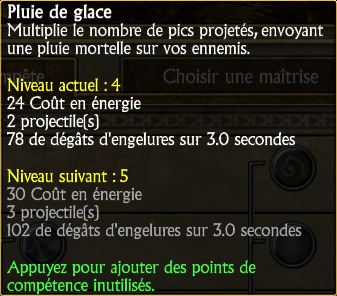 Pluie de glace
Multiplie le nombre de pics projetés, envoyant
une pluie mortelle sur vos ennemis.
Niveau actuel : 4
24 Coût en énergie
2 projectile(s)
78 de dégâts d'engelures sur 3.0 secondes
Niveau suivant : 5
30 Coût en énergie
3 projectile(s)
102 de dégâts d'engelures sur 3.0 secondes
Appuyez pour ajouter des points de
compétence inutilisés.
Choisir une maîtrise